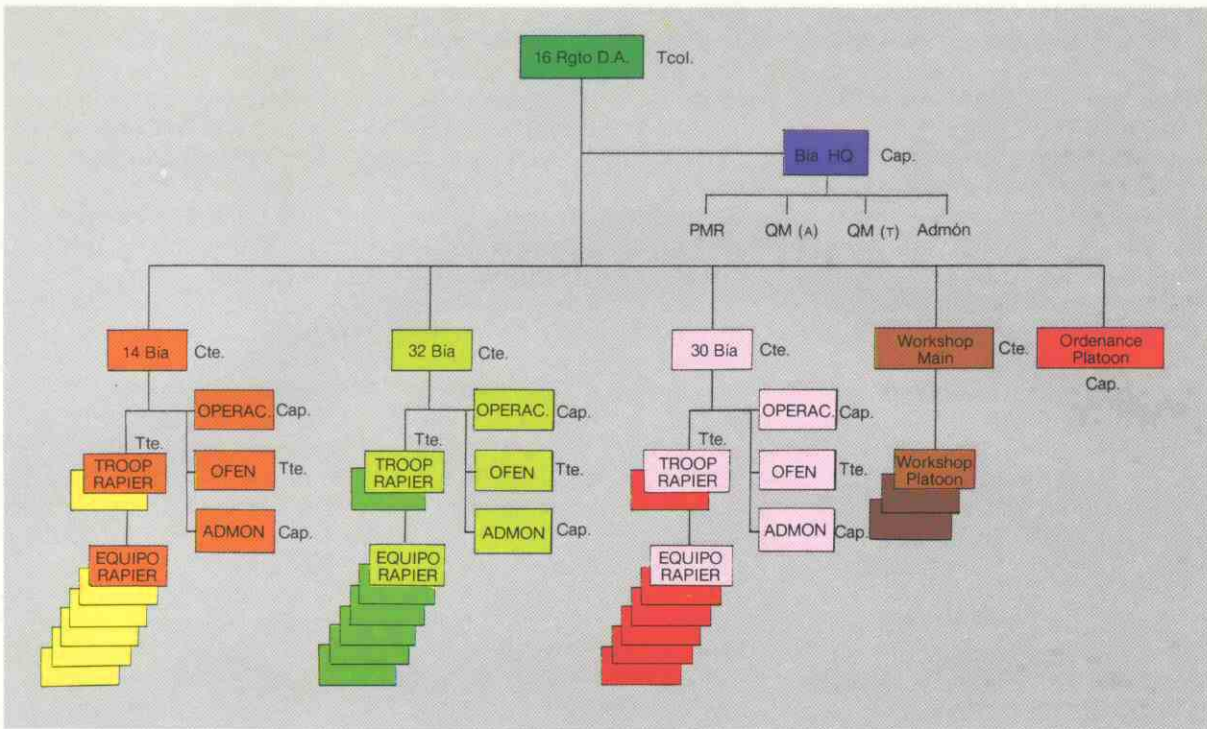 16 Rgto D.A. Tcol.
Bía HQ Cap.
PMR QM (A) QM (T) Admón
14 Bía Cte.
32 Bía Cte.
30 Bía Cte.
Workshop
Main
Cte.
Ordenance
Platoon
Cap.
OPERAC. Cap.
Tte.
TROOP
RAPIER
OFEN Tte.
ADMON Cap.
EQUIPO
RAPIER
OPERAC. Cap.
Tte.
TROOP
RAPIER
OFEN Tte.
ADMON Cap.
EQUIPO
RAPIER
OPERAC. Cap.
Tte.
TROOP
RAPIER
OFEN Tte.
ADMON Cap.
EQUIPO
RAPIER
Workshop
Platoon